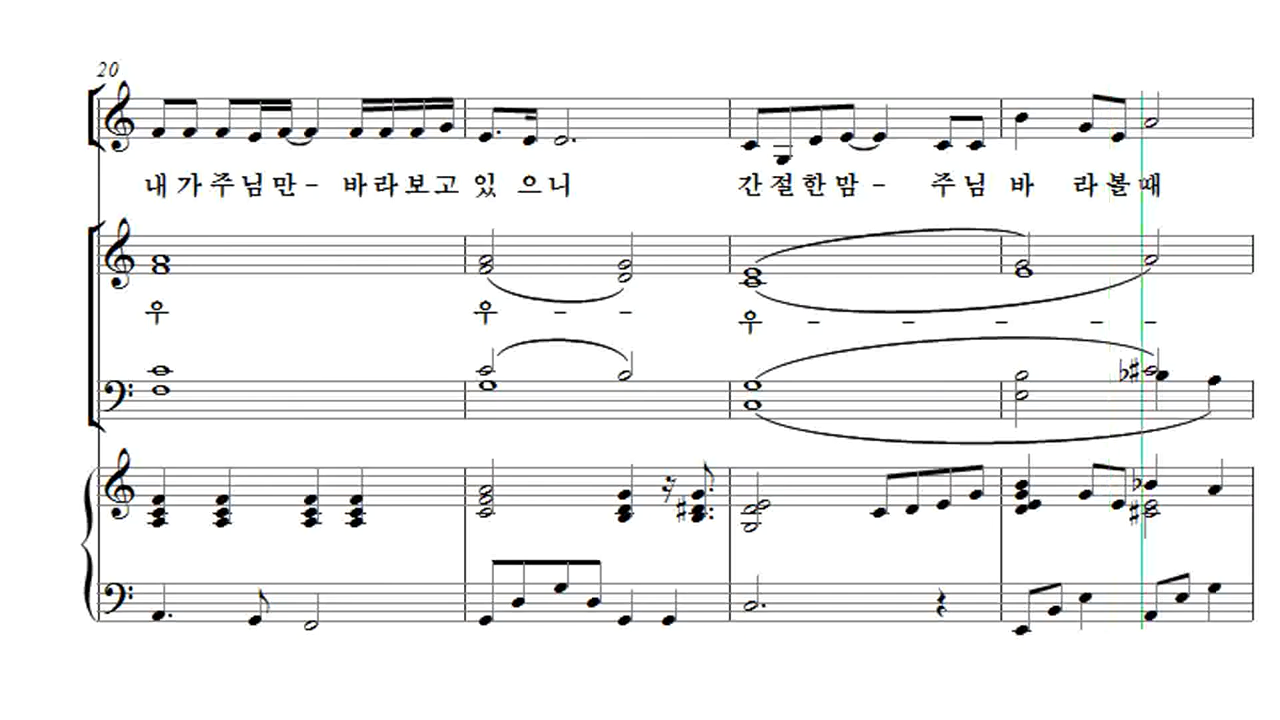 20
내 가 주 님 만 - 바 라 보 고 있 으 니 간 절 한 맘 - 주 님 바 라 볼 때
우 우 - - 우 - - - - -